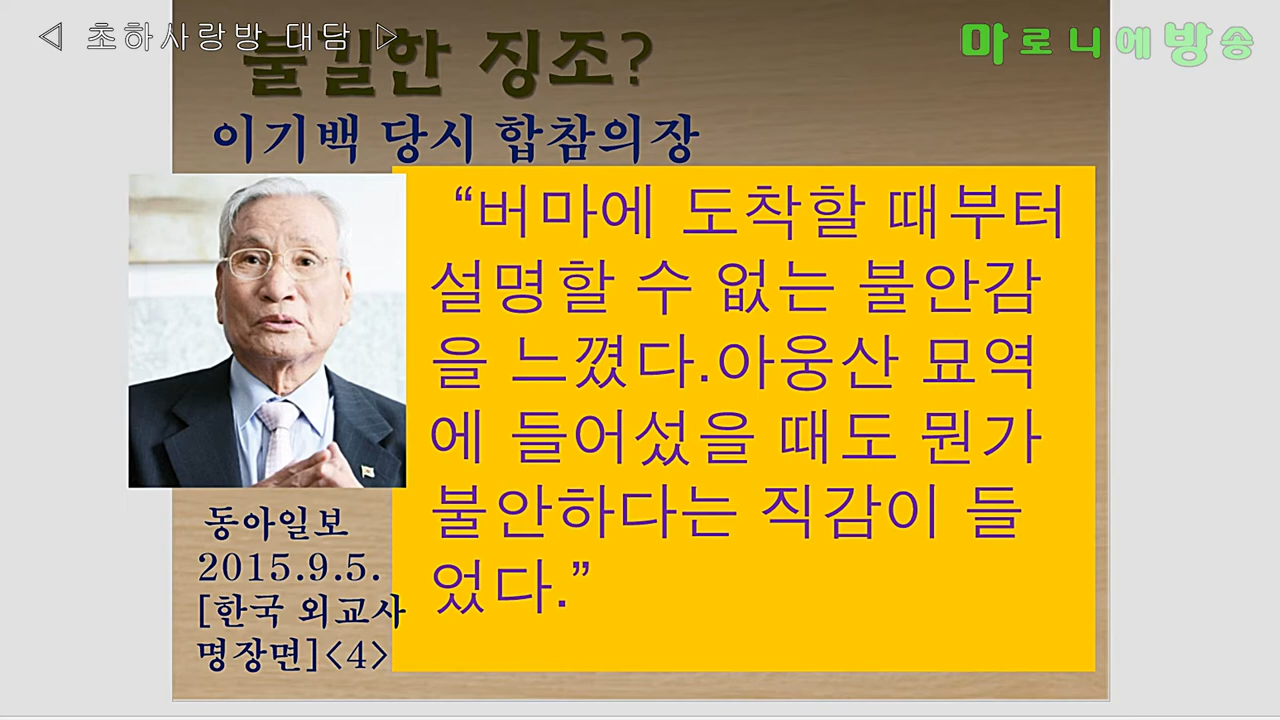 ◁ 초하사랑방 대담 ▷
마로니에방송
불길한 징조?
이기백 당시 합참의장
“버마에 도착할 때부터
설명할 수 없는 불안감
을 느꼈다.아웅산 묘역
에 들어섰을 때도 뭔가
불안하다는 직감이 들
었다.”
동아일보
2015.9.5.
[한국 외교사
명장면]<4>